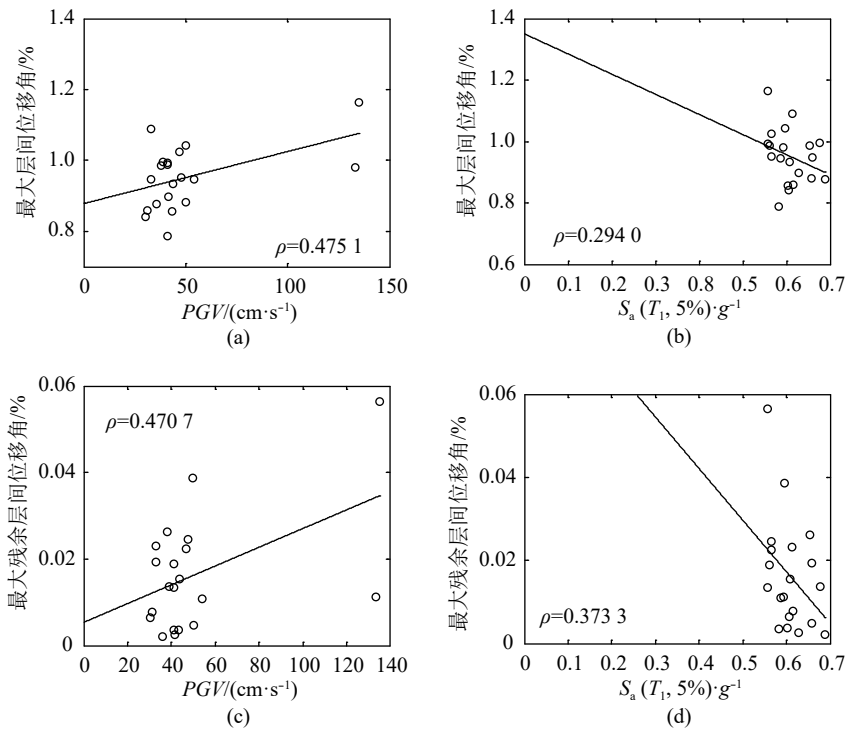 最大层间位移角/%
1.4
1.2
1.0
0.8
ρ=0.475 1
0 50 100 150
PGV/(cm·s⁻¹)
(a)
最大层间位移角/%
1.4
1.2
1.0
0.8
0.6
ρ=0.294 0
0 0.1 0.1 0.3 0.4 0.5 0.6 0.7
Sₐ (T₁, 5%)·g⁻¹
(b)
最大残余层间位移角/%
0.06
0.04
0.02
0
ρ=0.470 7
0 20 40 60 80 100 120 140
PGV/(cm·s⁻¹)
(c)
最大残余层间位移角/%
0.06
0.04
0.02
0
ρ=0.373 3
0 0.1 0.1 0.3 0.4 0.5 0.6 0.7
Sₐ (T₁, 5%)·g⁻¹
(d)